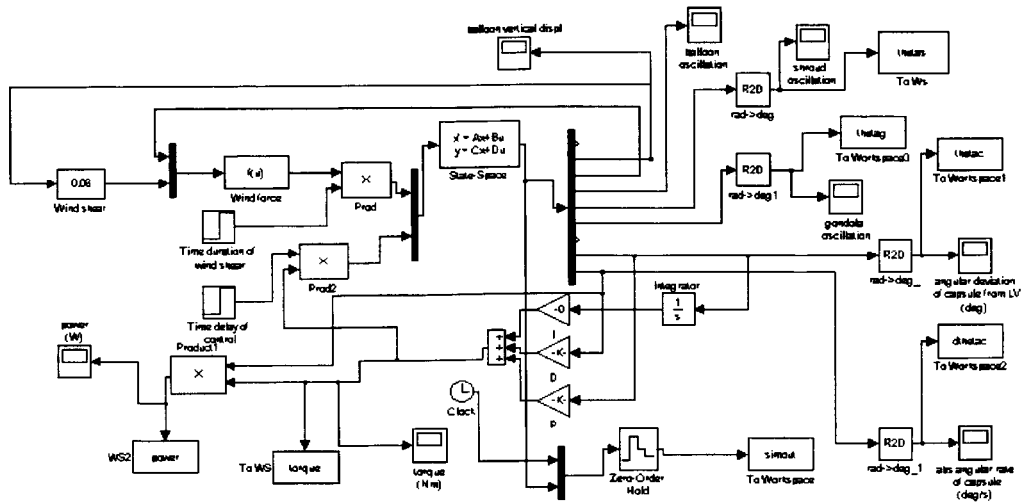 balloon vertical displ
balloon
oscillation
shroud
oscillation
thetas
To Ws
R2D
rad->deg
thetag
To Workspace0
thetac
To Workspace1
R2D
rad->deg1
gondola
oscillation
x' = Ax+Bu
y = Cx+Du
State-Space
0.08
Wind shear
f(u)
Wind force
×
Prod
Time duration of
wind shear
×
Prod2
Time delay of
control
R2D
rad->deg_
angular deviation
of capsule from LV
(deg)
Integrator
1
s
-0
I
-K-
D
-K-
P
+
+
+
power
(W)
Product1
×
WS2
power
To WS
torque
torque
(Nm)
Clock
Zero-Order
Hold
simout
To Workspace
dthetac
To Workspace2
R2D
rad->deg_1
abs angular rate
of capsule
(deg/s)